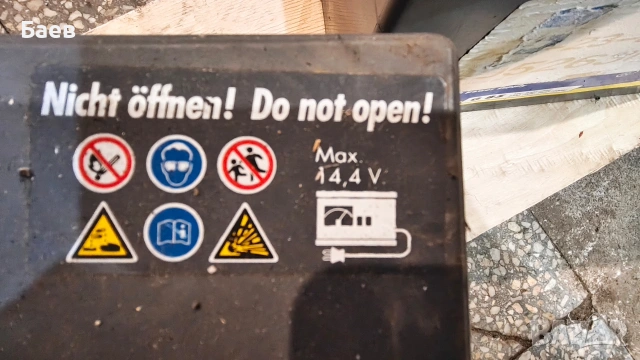 Баев
Nicht öffnen! Do not open!
Max.
14,4 V